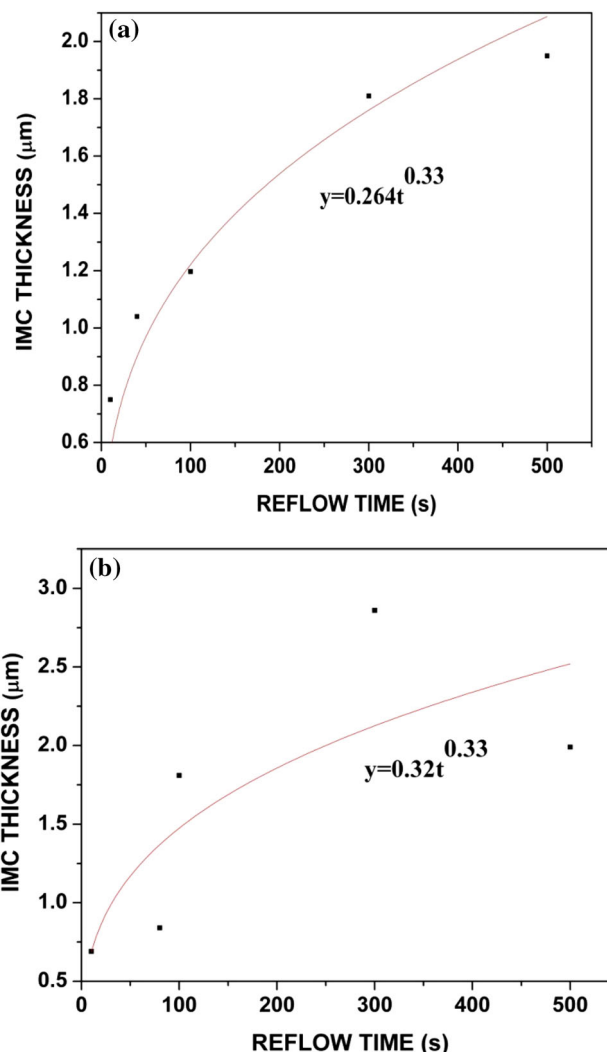 (a)
2.0
1.8
1.6
1.4
1.2
1.0
0.8
0.6
IMC THICKNESS (μm)
y=0.264t^0.33
0 100 200 300 400 500
REFLOW TIME (s)
(b)
3.0
2.5
2.0
1.5
1.0
0.5
IMC THICKNESS (μm)
y=0.32t^0.33
0 100 200 300 400 500
REFLOW TIME (s)